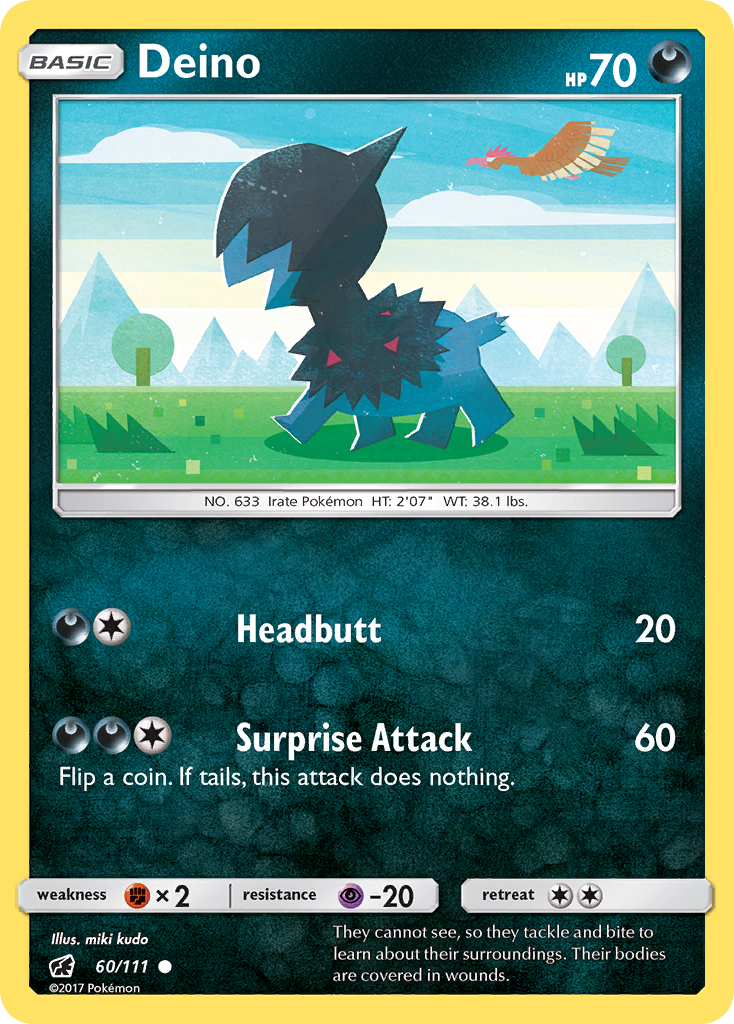 BASIC Deino HP 70
NO. 633 Irate Pokémon HT: 2'07" WT: 38.1 lbs.
Headbutt 20
Surprise Attack 60
Flip a coin. If tails, this attack does nothing.
weakness ×2 resistance -20 retreat
Illus. miki kudo
60/111
©2017 Pokémon
They cannot see, so they tackle and bite to
learn about their surroundings. Their bodies
are covered in wounds.